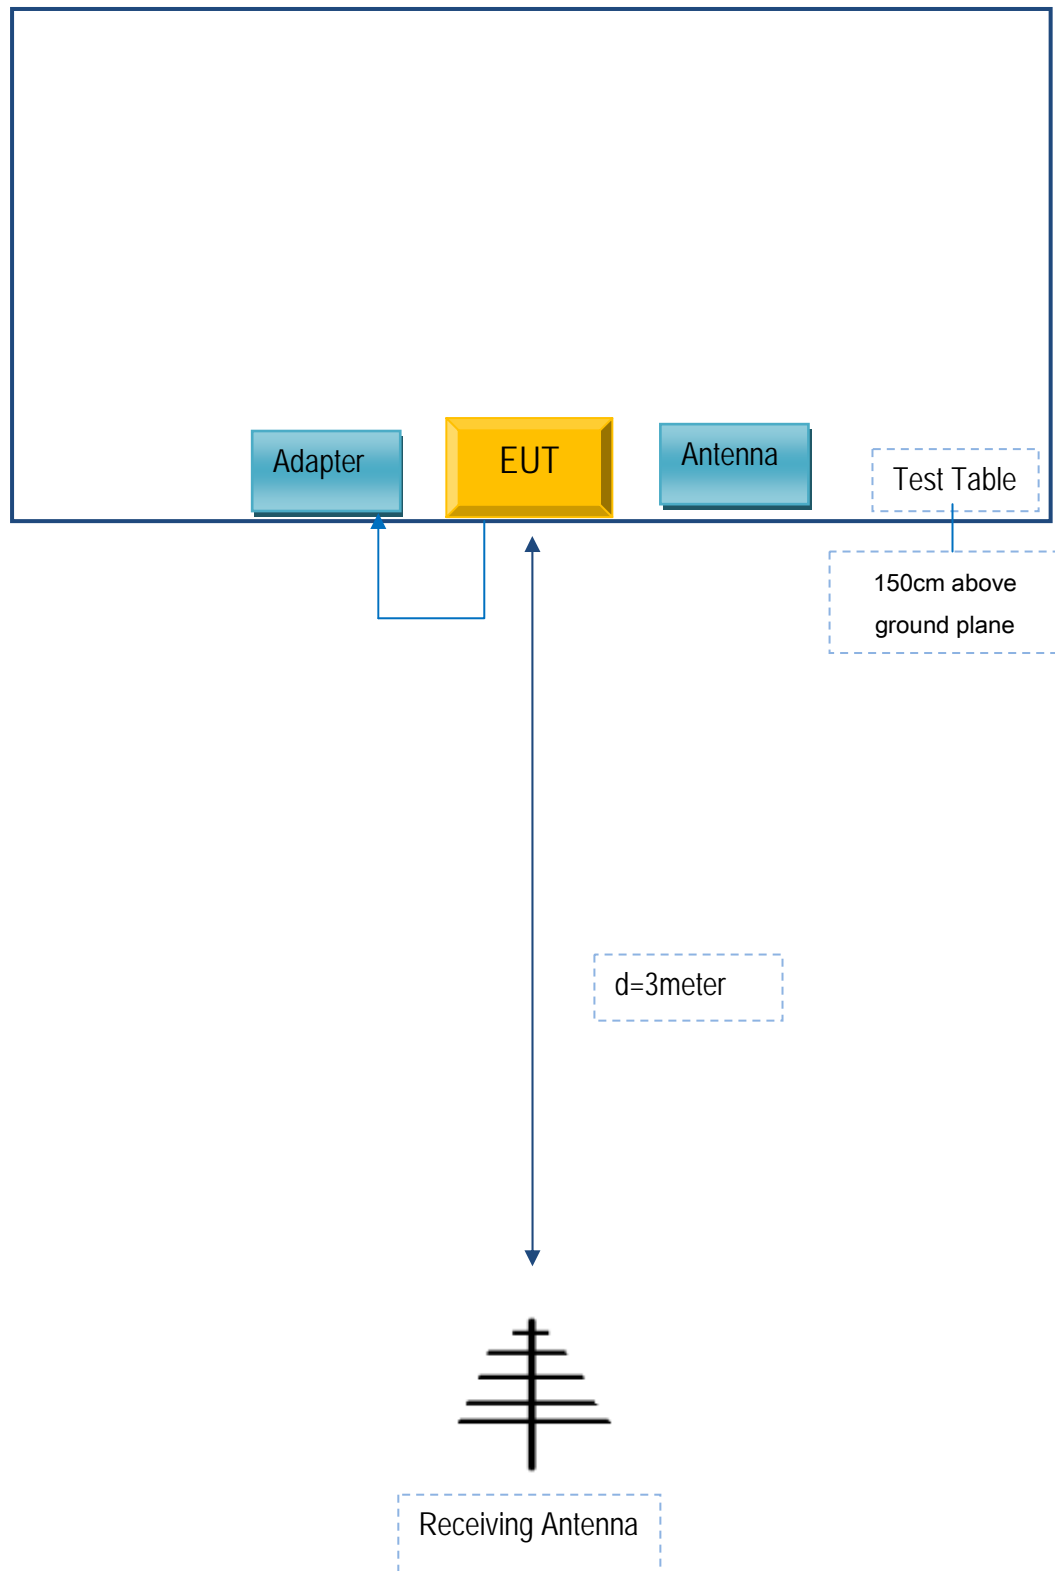 Adapter
EUT
Antenna
Test Table
150cm above
ground plane
d=3meter
Receiving Antenna